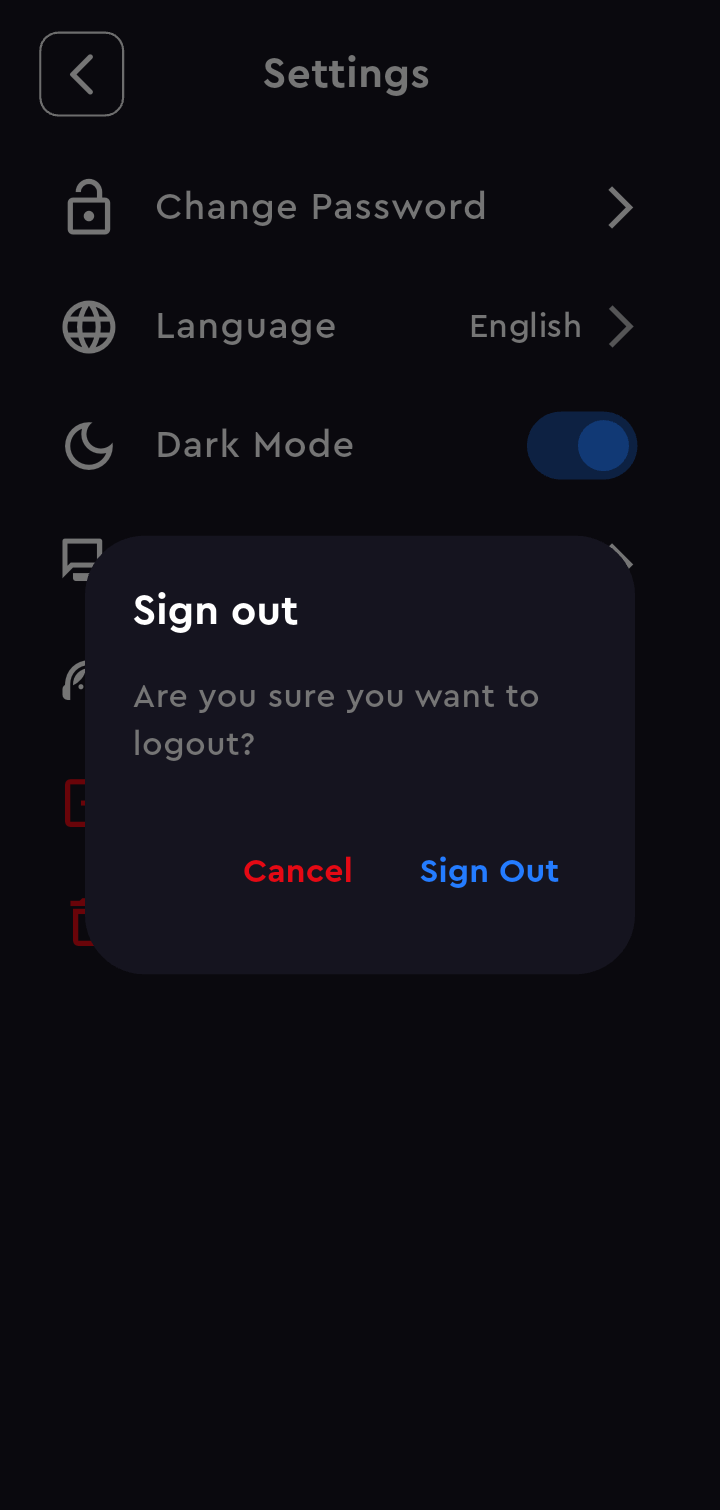 Settings
Change Password
Language English
Dark Mode
Sign out
Are you sure you want to
logout?
Cancel Sign Out